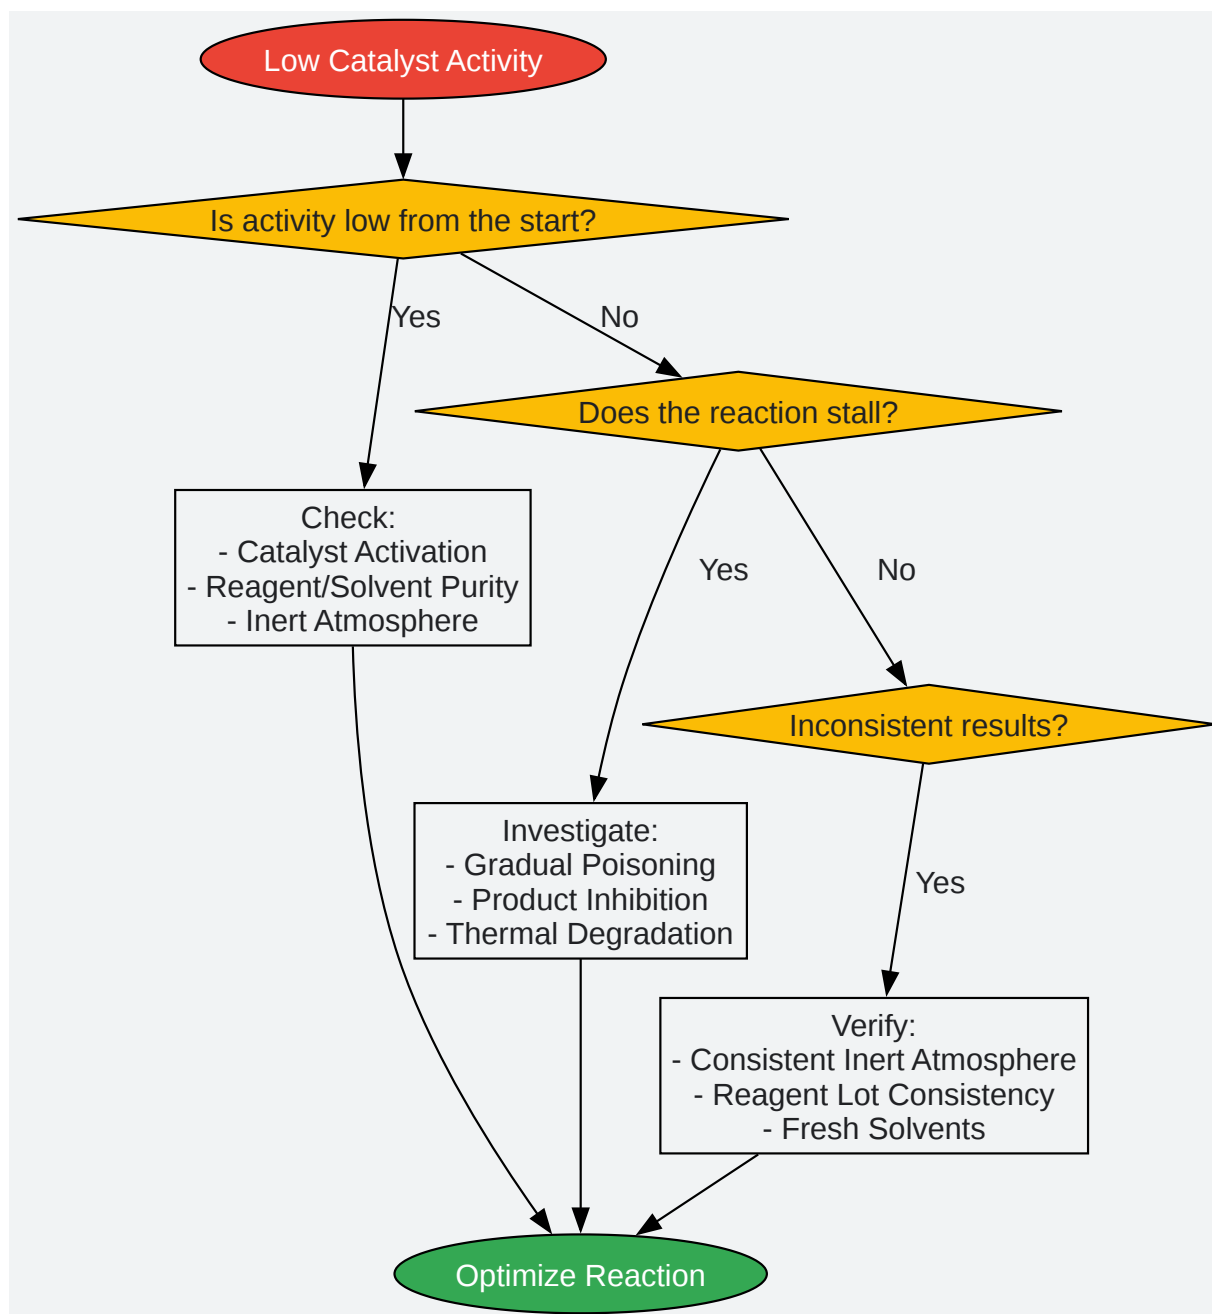 Low Catalyst Activity
Is activity low from the start?
Yes
No
Does the reaction stall?
Check:
- Catalyst Activation
- Reagent/Solvent Purity
- Inert Atmosphere
Yes
No
Inconsistent results?
Investigate:
- Gradual Poisoning
- Product Inhibition
- Thermal Degradation
Yes
Verify:
- Consistent Inert Atmosphere
- Reagent Lot Consistency
- Fresh Solvents
Optimize Reaction